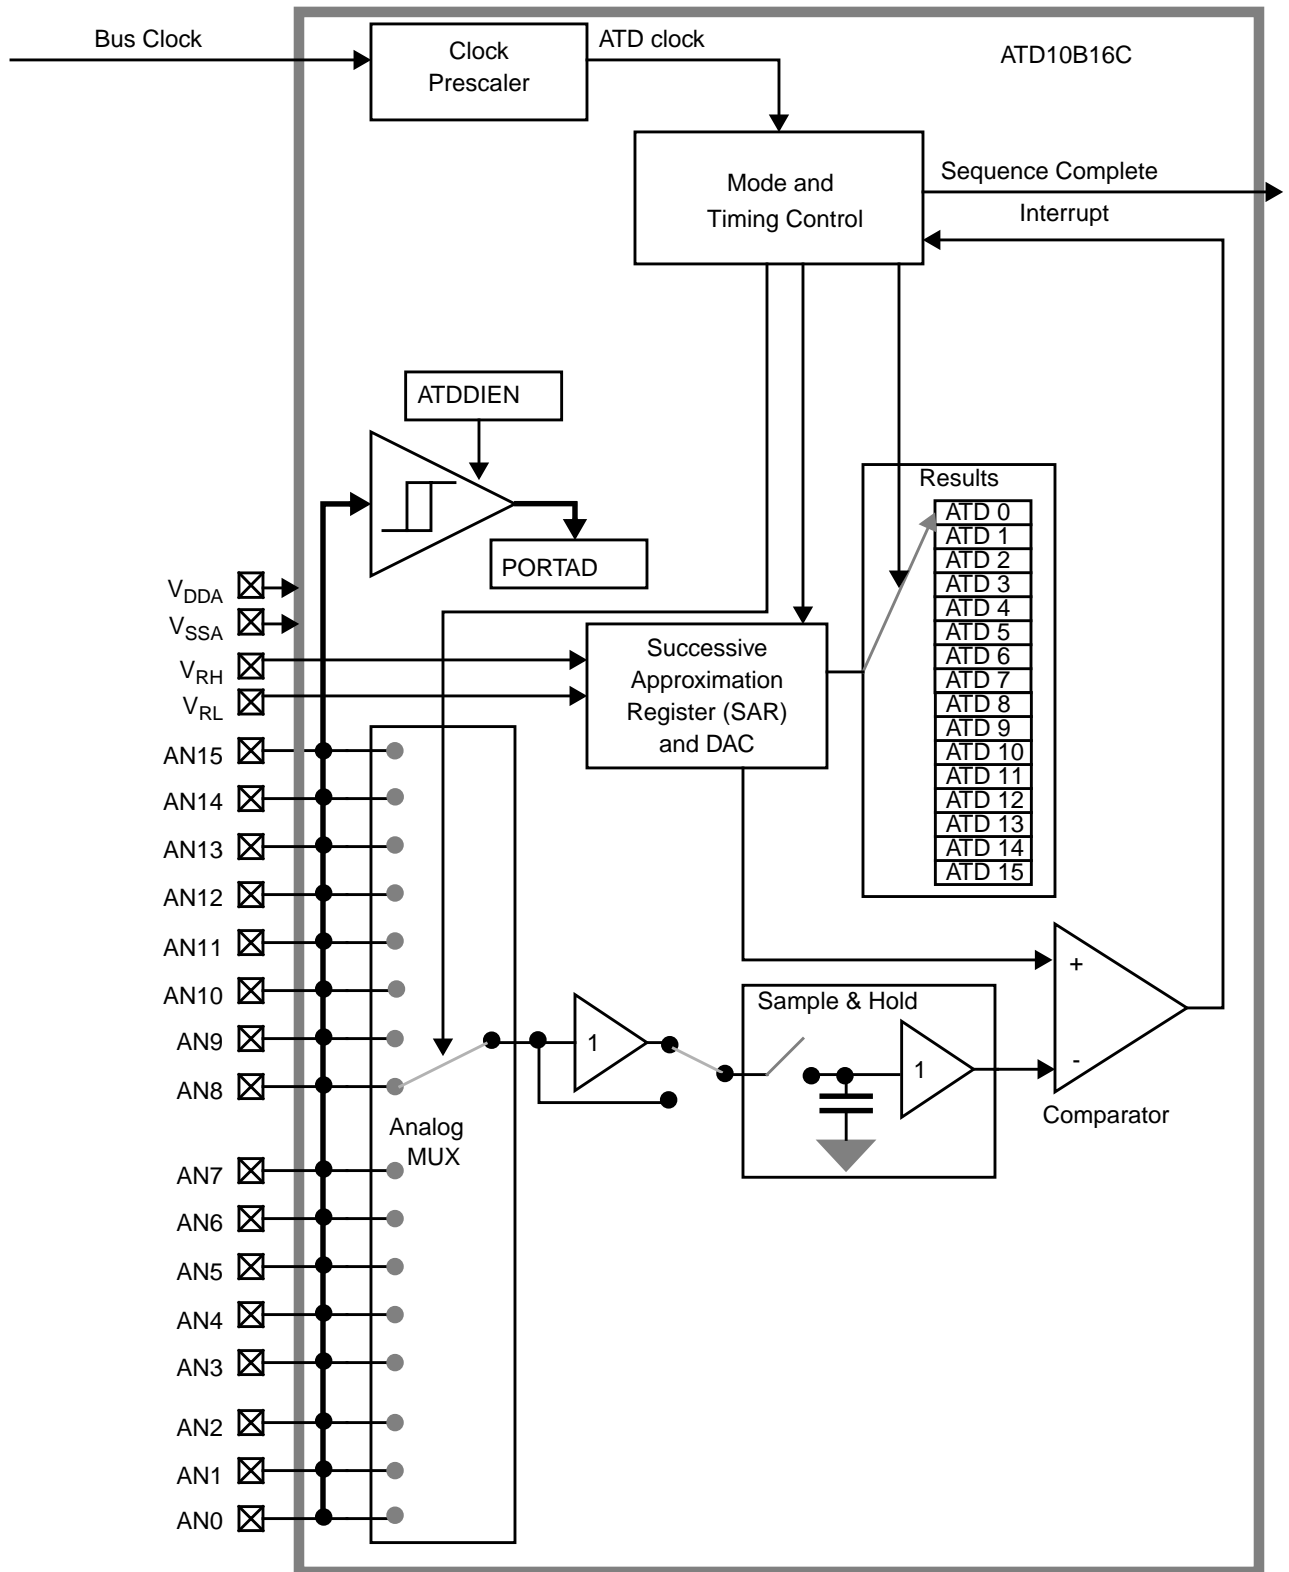 Bus Clock
Clock
Prescaler
ATD clock
ATD10B16C
Mode and
Timing Control
Sequence Complete
Interrupt
ATDDIEN
PORTAD
Results
ATD 0
ATD 1
ATD 2
ATD 3
ATD 4
ATD 5
ATD 6
ATD 7
ATD 8
ATD 9
ATD 10
ATD 11
ATD 12
ATD 13
ATD 14
ATD 15
VDDA
VSSA
VRH
VRL
Successive
Approximation
Register (SAR)
and DAC
AN15
AN14
AN13
AN12
AN11
AN10
AN9
AN8
AN7
AN6
AN5
AN4
AN3
AN2
AN1
AN0
Analog
MUX
1
Sample & Hold
1
+
-
Comparator